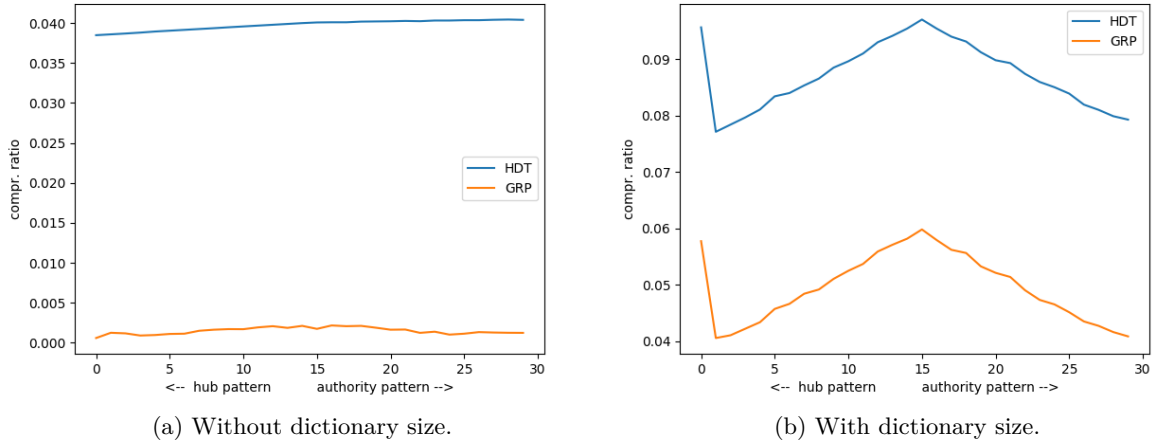 0.040
0.035
0.030
0.025
0.020
0.015
0.010
0.005
0.000
compr. ratio
HDT
GRP
0 5 10 15 20 25 30
<-- hub pattern authority pattern -->
(a) Without dictionary size.
0.09
0.08
0.07
0.06
0.05
0.04
compr. ratio
HDT
GRP
0 5 10 15 20 25 30
<-- hub pattern authority pattern -->
(b) With dictionary size.